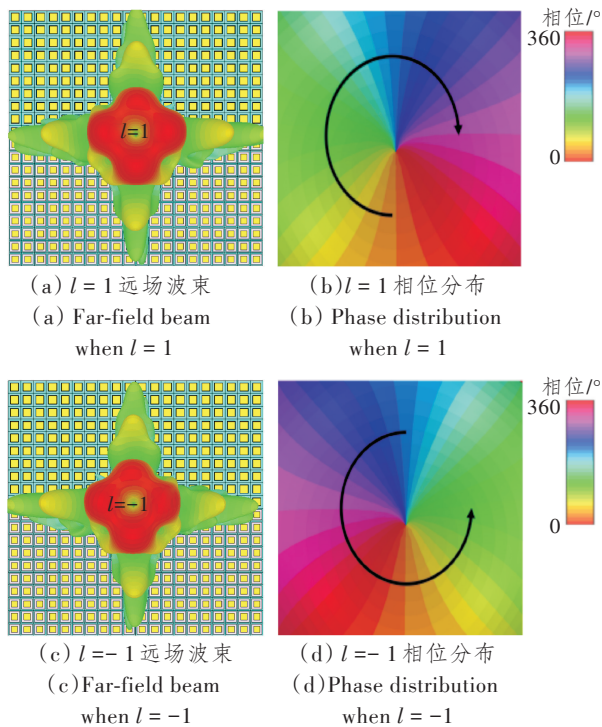 相位/°
360
0
l=1
(a) l = 1 远场波束
(a) Far-field beam
when l = 1
(b)l = 1 相位分布
(b) Phase distribution
when l = 1
相位/°
360
0
l=-1
(c) l =- 1 远场波束
(c)Far-field beam
when l = -1
(d) l =- 1 相位分布
(d)Phase distribution
when l = -1